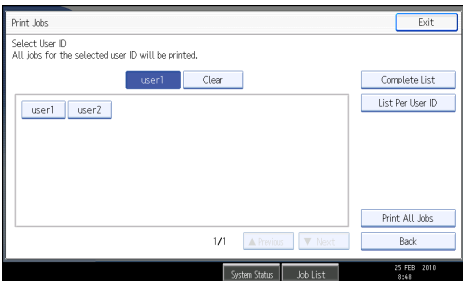 Print Jobs
Exit
Select User ID
All jobs for the selected user ID will be printed.
user1
Clear
Complete List
user1
user2
List Per User ID
Print All Jobs
1/1
▲ Previous
▼ Next
Back
System Status
Job List
25 FEB 2010
8:48